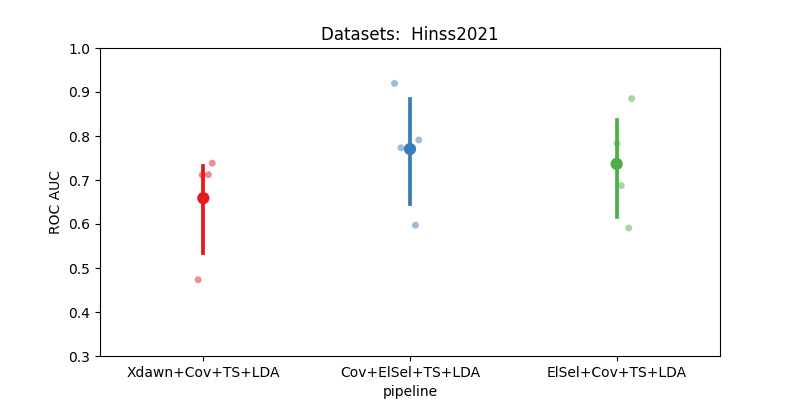 Datasets:  Hinss2021
ROC AUC
1.0
0.9
0.8
0.7
0.6
0.5
0.4
0.3
Xdawn+Cov+TS+LDA
Cov+ElSel+TS+LDA
ElSel+Cov+TS+LDA
pipeline